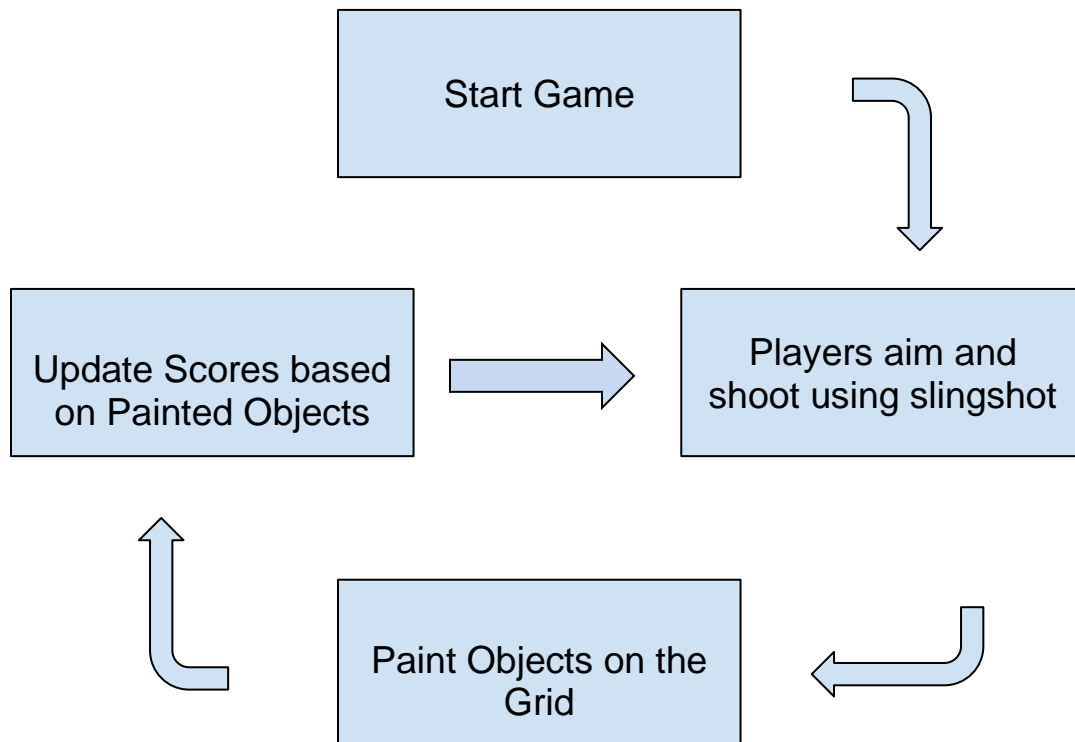 Start Game
Update Scores based
on Painted Objects
Players aim and
shoot using slingshot
Paint Objects on the
Grid